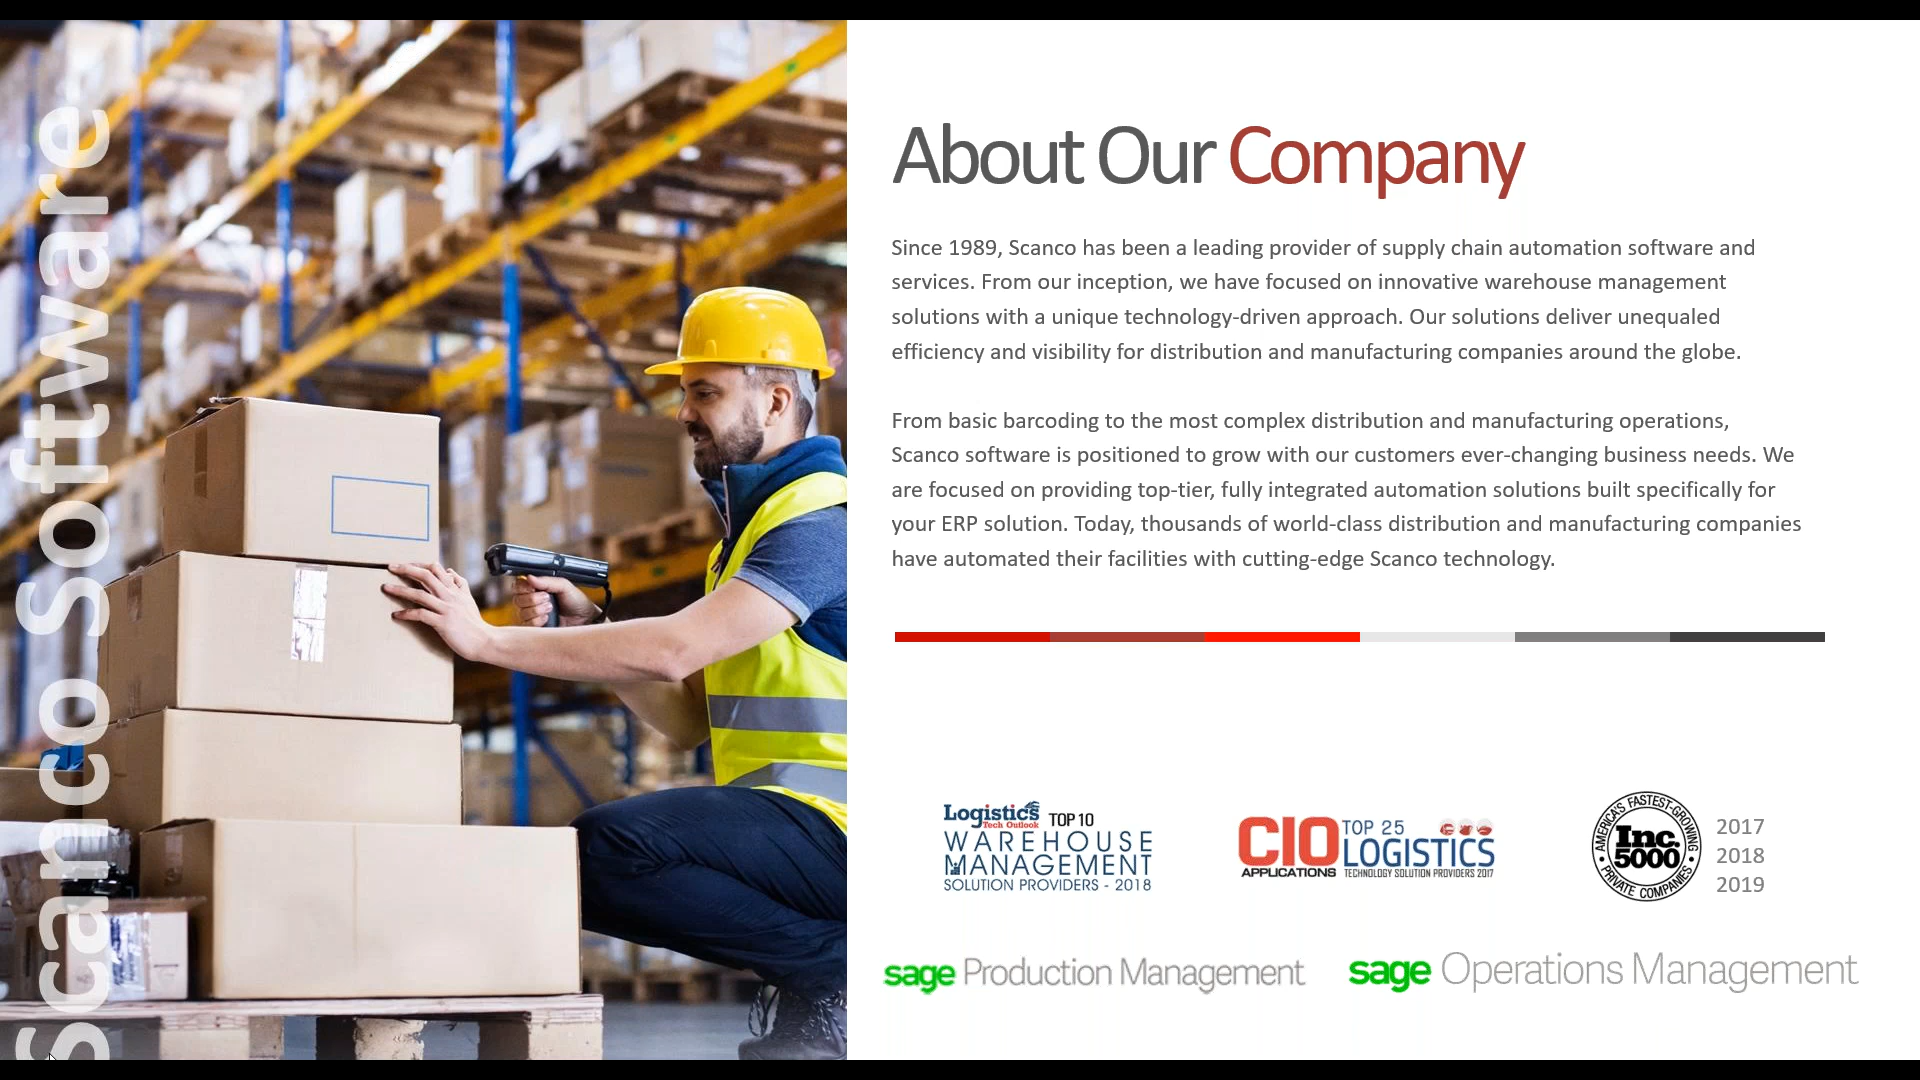 Scanco Software
About Our Company
Since 1989, Scanco has been a leading provider of supply chain automation software and
services. From our inception, we have focused on innovative warehouse management
solutions with a unique technology-driven approach. Our solutions deliver unequaled
efficiency and visibility for distribution and manufacturing companies around the globe.
From basic barcoding to the most complex distribution and manufacturing operations,
Scanco software is positioned to grow with our customers ever-changing business needs. We
are focused on providing top-tier, fully integrated automation solutions built specifically for
your ERP solution. Today, thousands of world-class distribution and manufacturing companies
have automated their facilities with cutting-edge Scanco technology.
Logistics
Tech Outlook
TOP 10
WAREHOUSE
MANAGEMENT
SOLUTION PROVIDERS - 2018
CIO
APPLICATIONS
TOP 25
LOGISTICS
TECHNOLOGY SOLUTION PROVIDERS 2017
AMERICA'S FASTEST-GROWING
Inc.
5000
PRIVATE COMPANIES
2017
2018
2019
sage Production Management
sage Operations Management